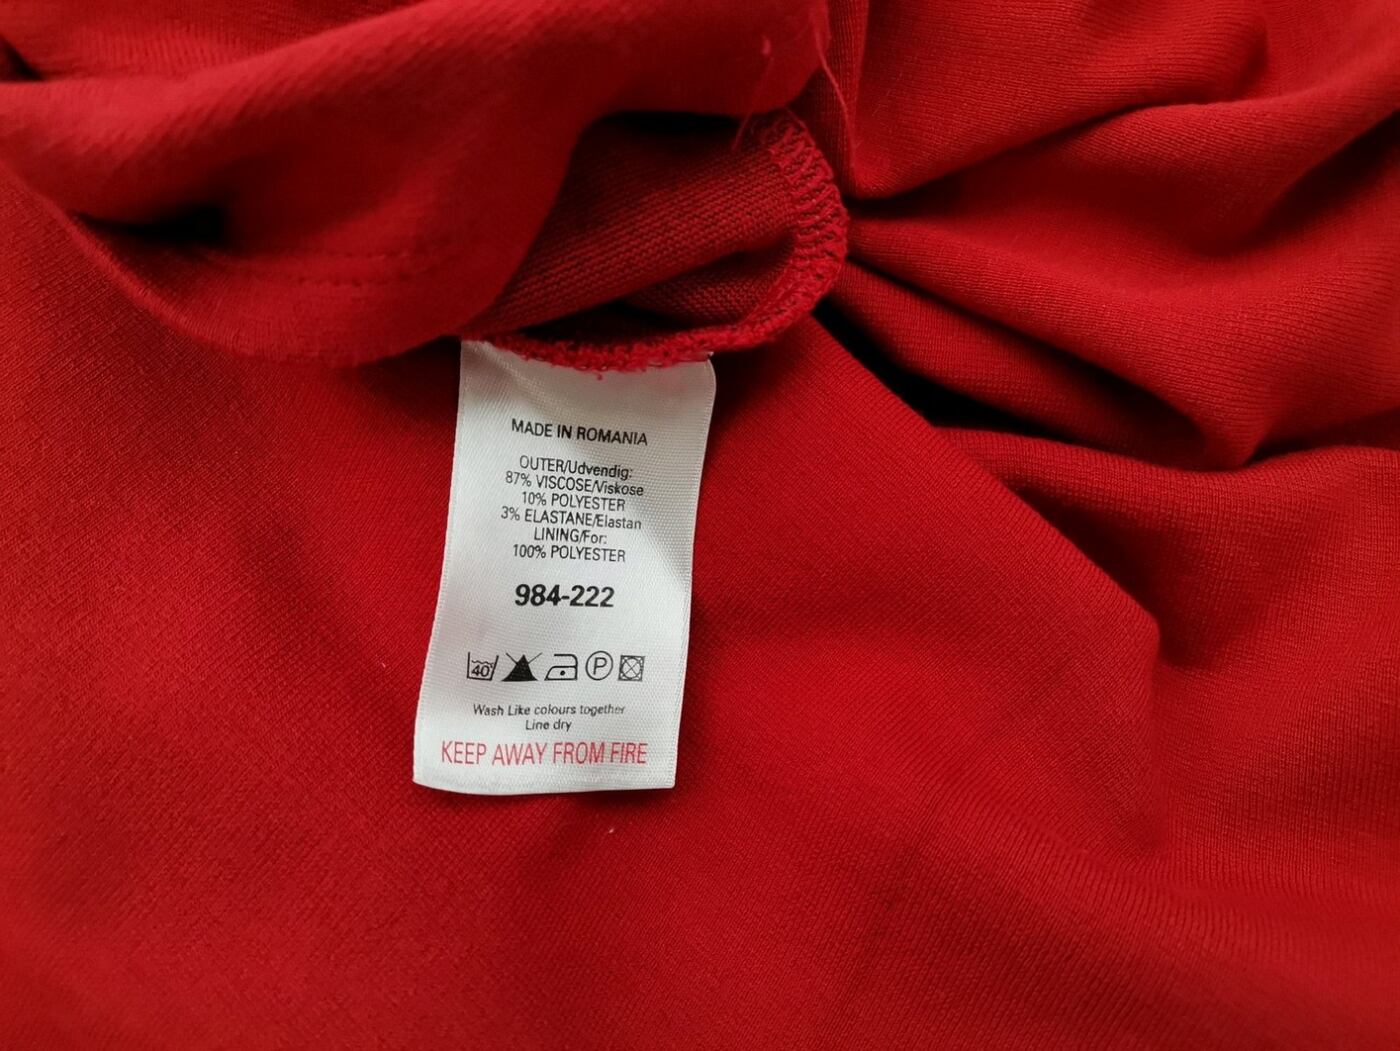 MADE IN ROMANIA
OUTER/Udvendig:
87% VISCOSE/Viskose
10% POLYESTER
3% ELASTANE/Elastan
LINING/For:
100% POLYESTER
984-222
40 P
Wash Like colours together
Line dry
KEEP AWAY FROM FIRE